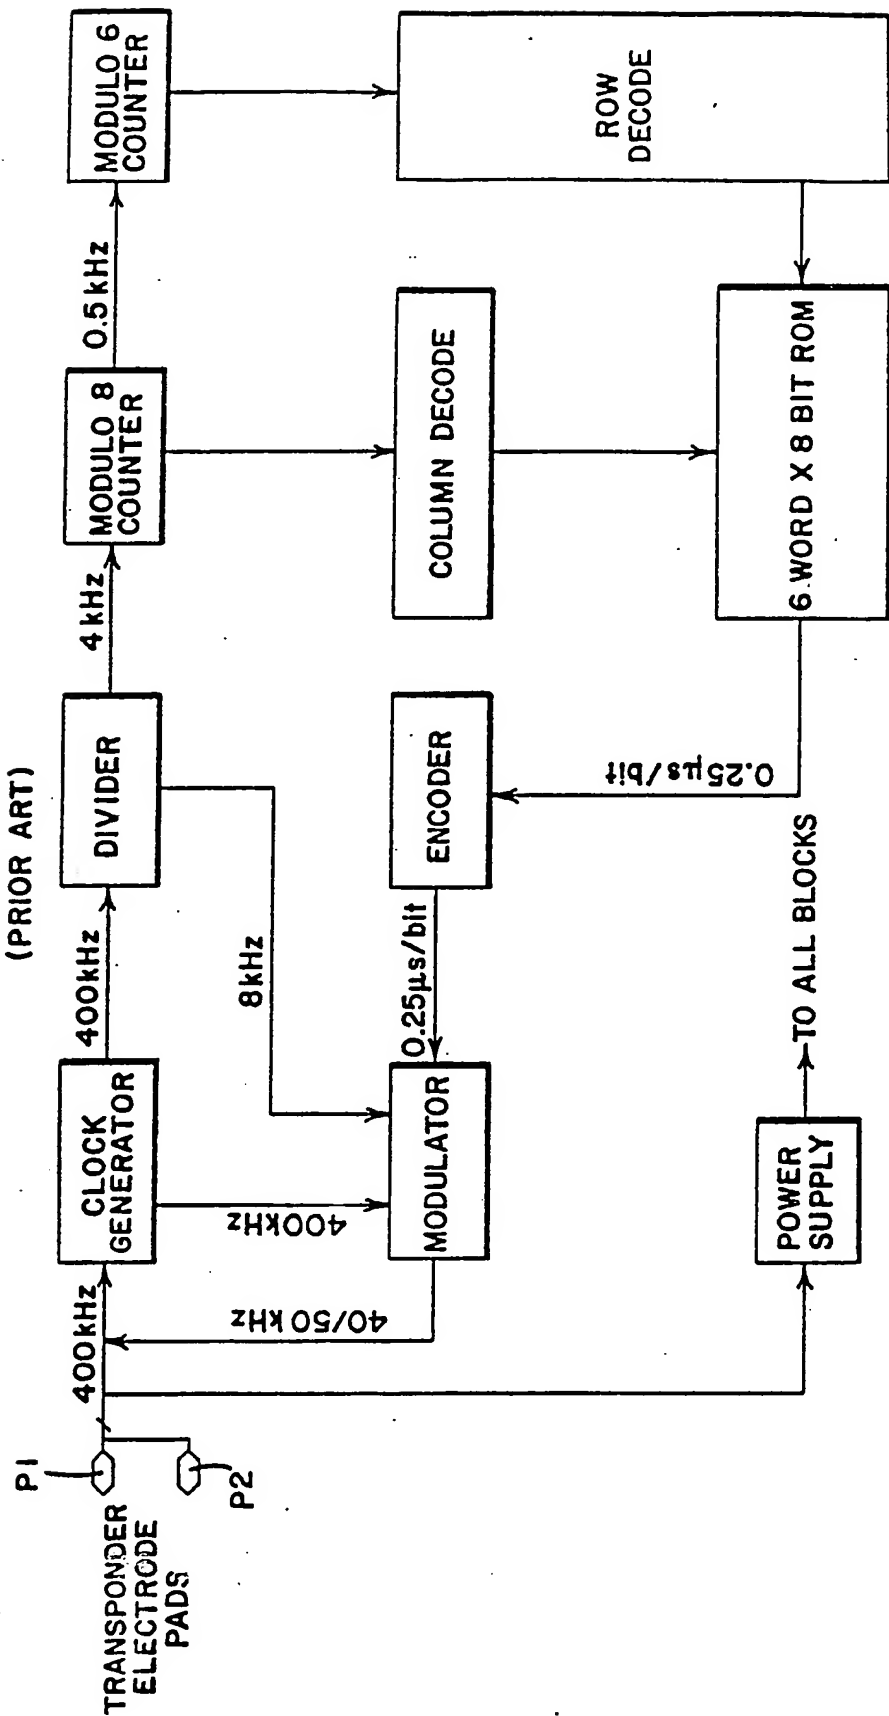 (PRIOR ART)
TRANSPONDER
ELECTRODE
PADS
P1
P2
400kHz
CLOCK
GENERATOR
400kHz
DIVIDER
4kHz
MODULO 8
COUNTER
0.5kHz
MODULO 6
COUNTER
40/50 kHz
400kHz
8kHz
MODULATOR
0.25µs/bit
ENCODER
COLUMN DECODE
ROW
DECODE
0.25µs/bit
6 WORD X 8 BIT ROM
POWER
SUPPLY
TO ALL BLOCKS